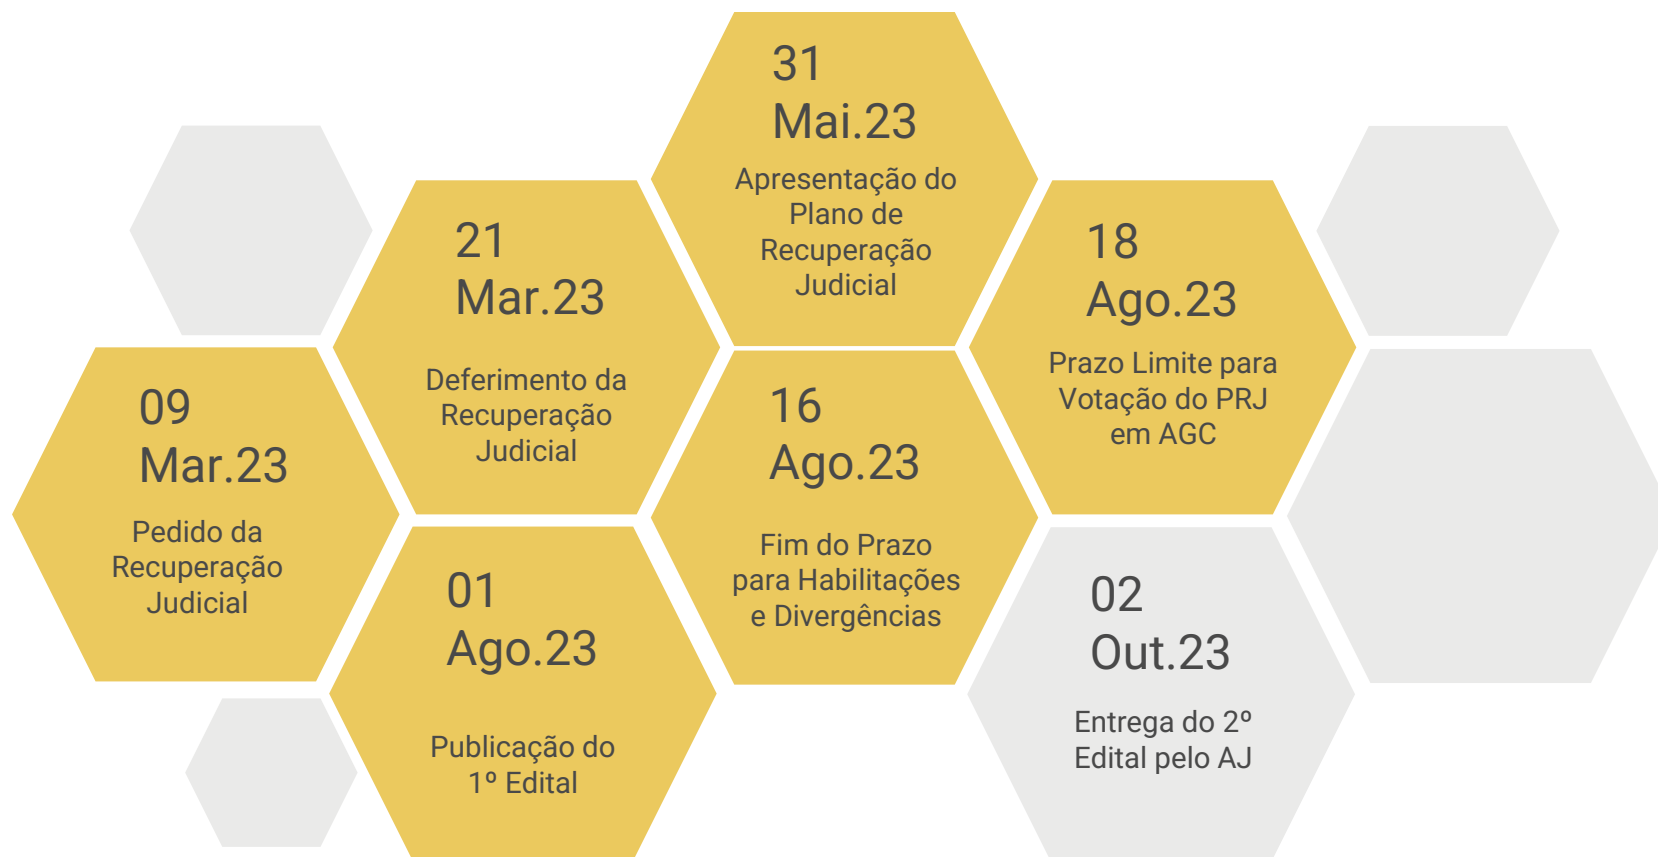 09
Mar.23
Pedido da
Recuperação
Judicial
21
Mar.23
Deferimento da
Recuperação
Judicial
31
Mai.23
Apresentação do
Plano de
Recuperação
Judicial
01
Ago.23
Publicação do
1º Edital
16
Ago.23
Fim do Prazo
para Habilitações
e Divergências
18
Ago.23
Prazo Limite para
Votação do PRJ
em AGC
02
Out.23
Entrega do 2º
Edital pelo AJ